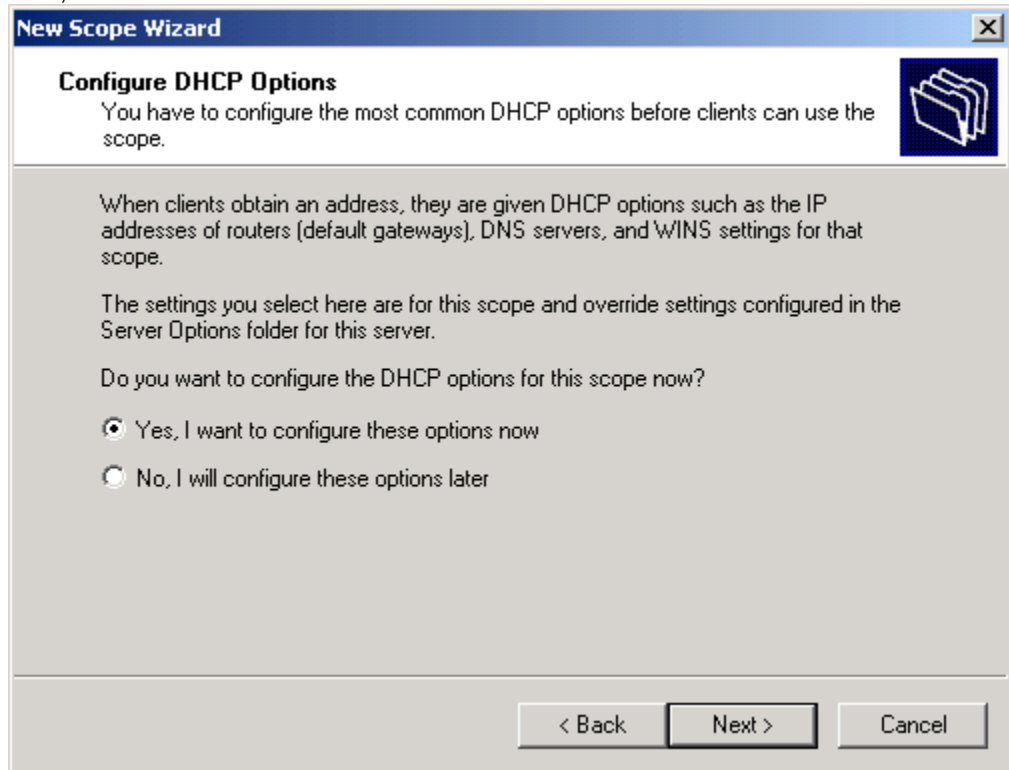 New Scope Wizard
Configure DHCP Options
You have to configure the most common DHCP options before clients can use the
scope.
When clients obtain an address, they are given DHCP options such as the IP
addresses of routers (default gateways), DNS servers, and WINS settings for that
scope.
The settings you select here are for this scope and override settings configured in the
Server Options folder for this server.
Do you want to configure the DHCP options for this scope now?
Yes, I want to configure these options now
No, I will configure these options later
< Back
Next >
Cancel